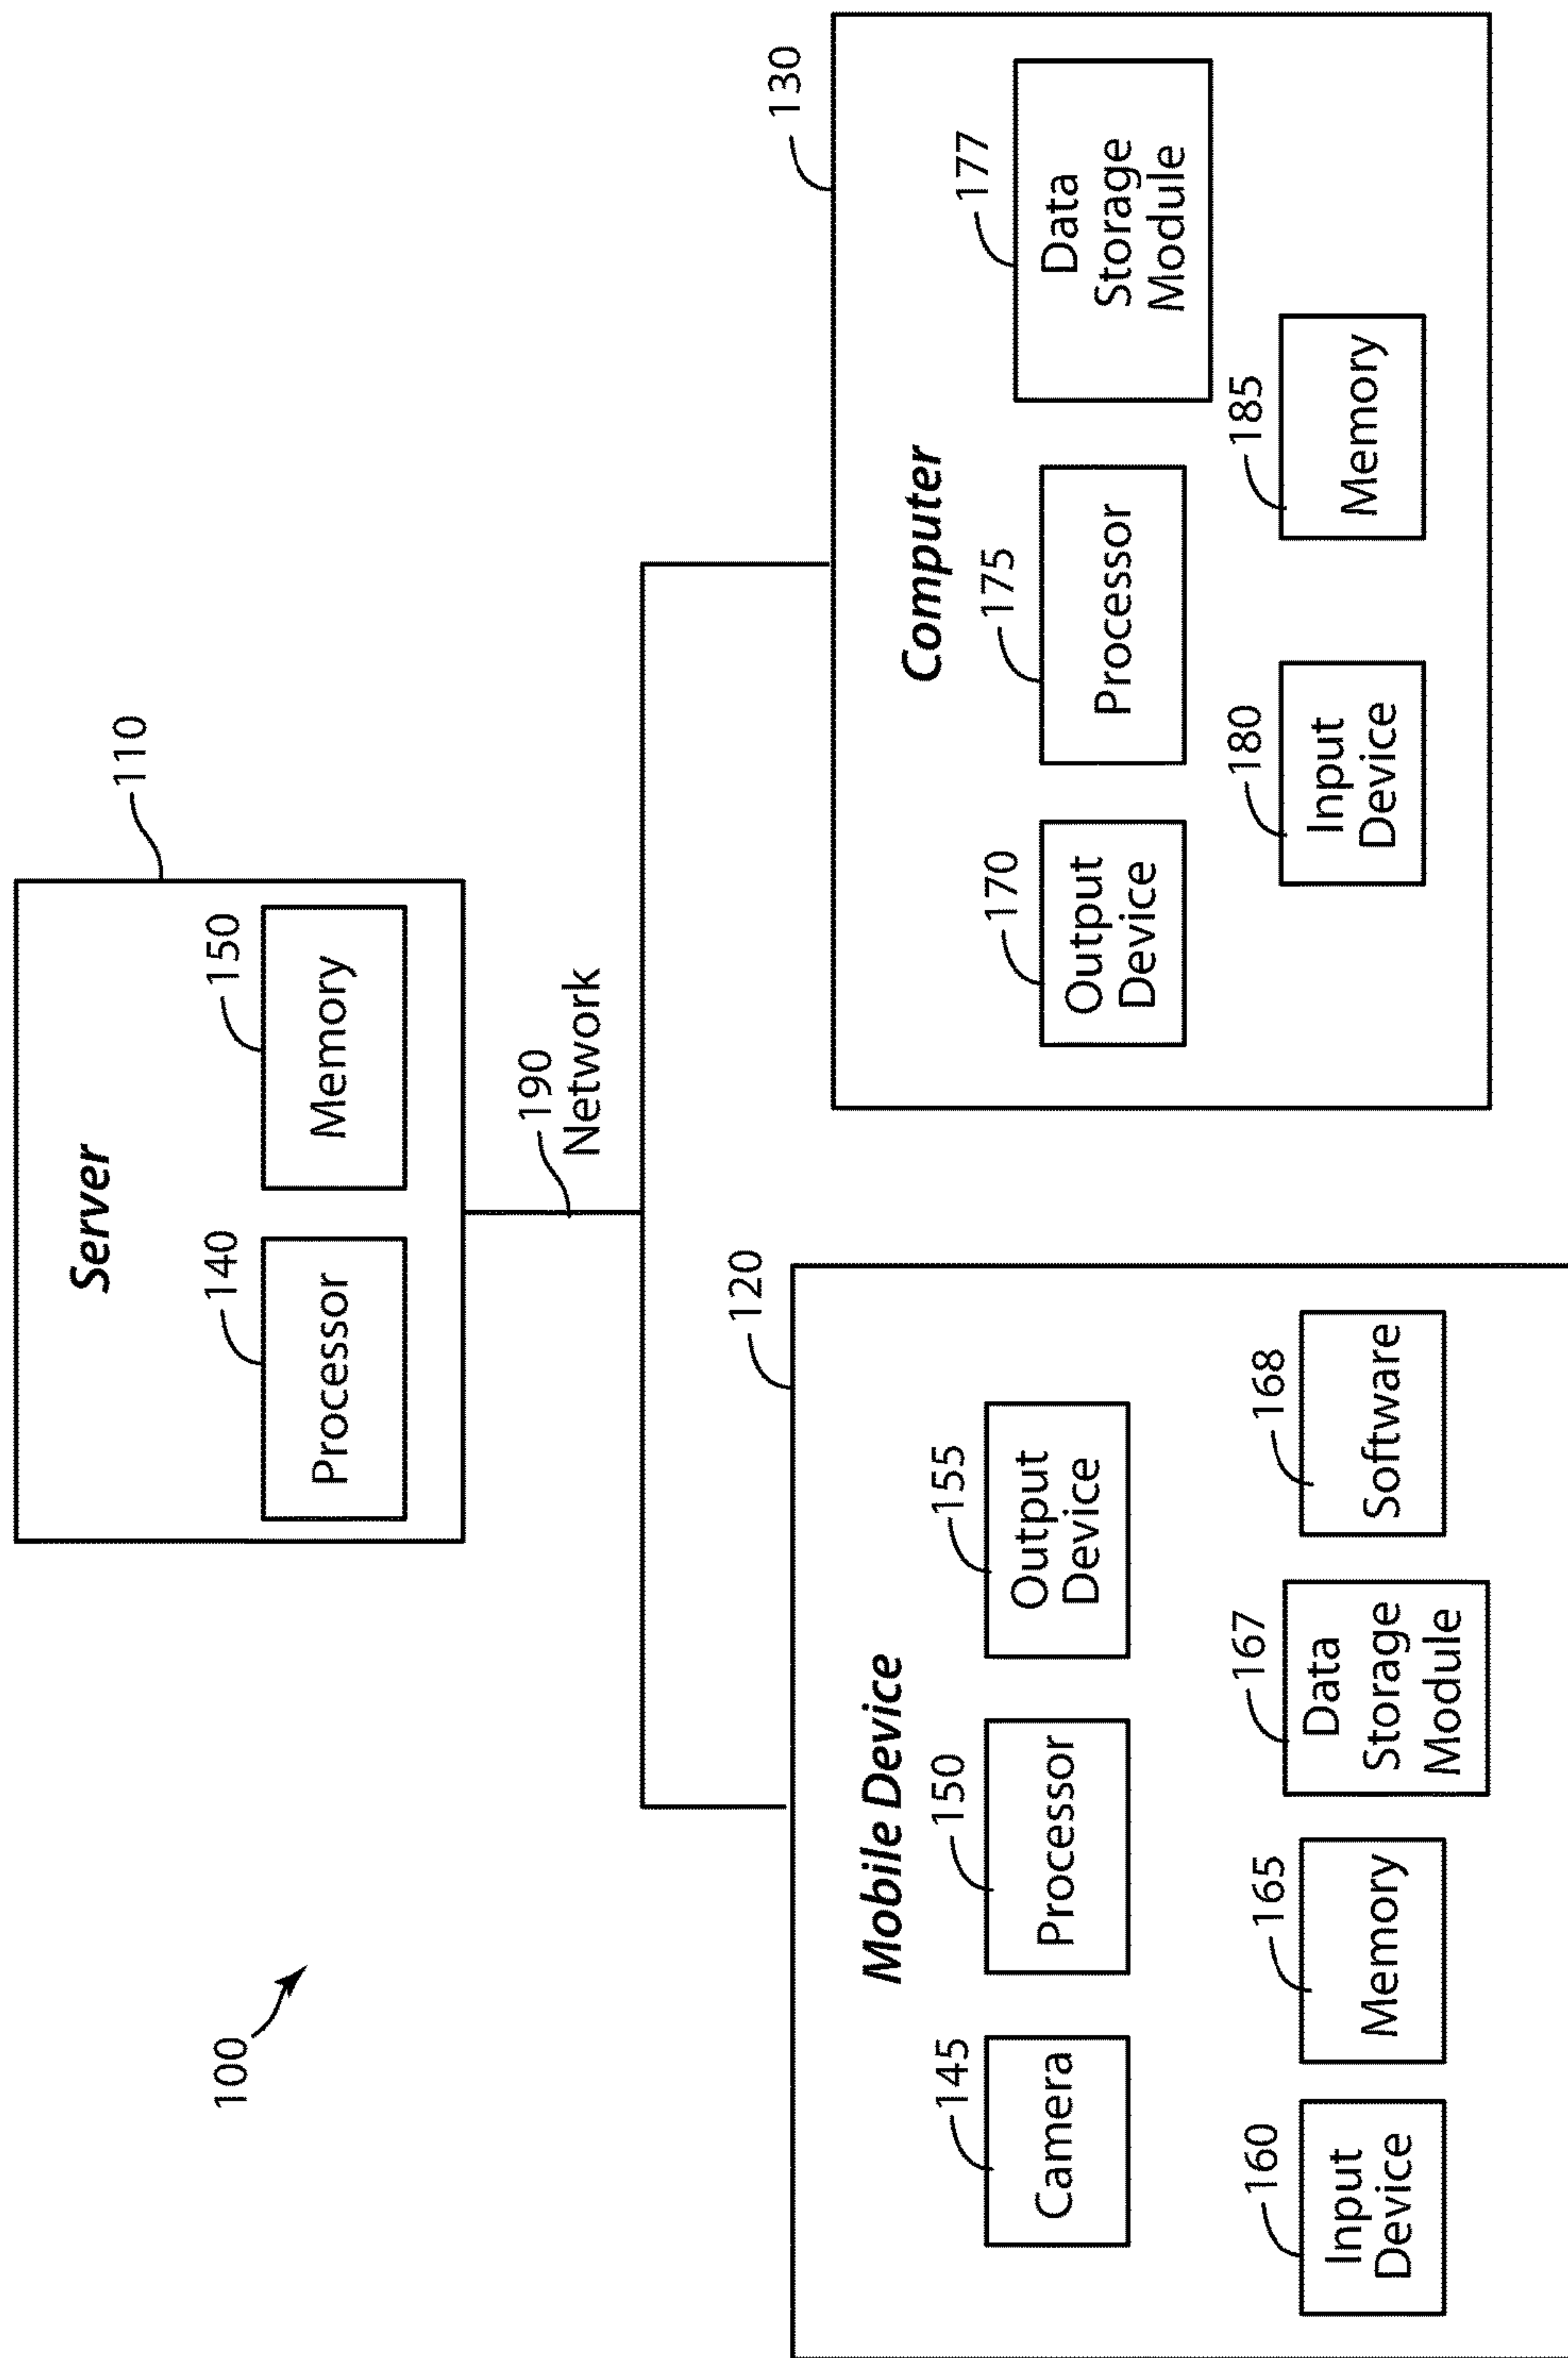 100
Server
110
140
150
Processor
Memory
190
Network
120
Mobile Device
145
150
155
Camera
Processor
Output
Device
160
165
167
168
Input
Device
Memory
Data
Storage
Module
Software
130
Computer
170
175
177
Output
Device
Processor
Data
Storage
Module
180
185
Input
Device
Memory